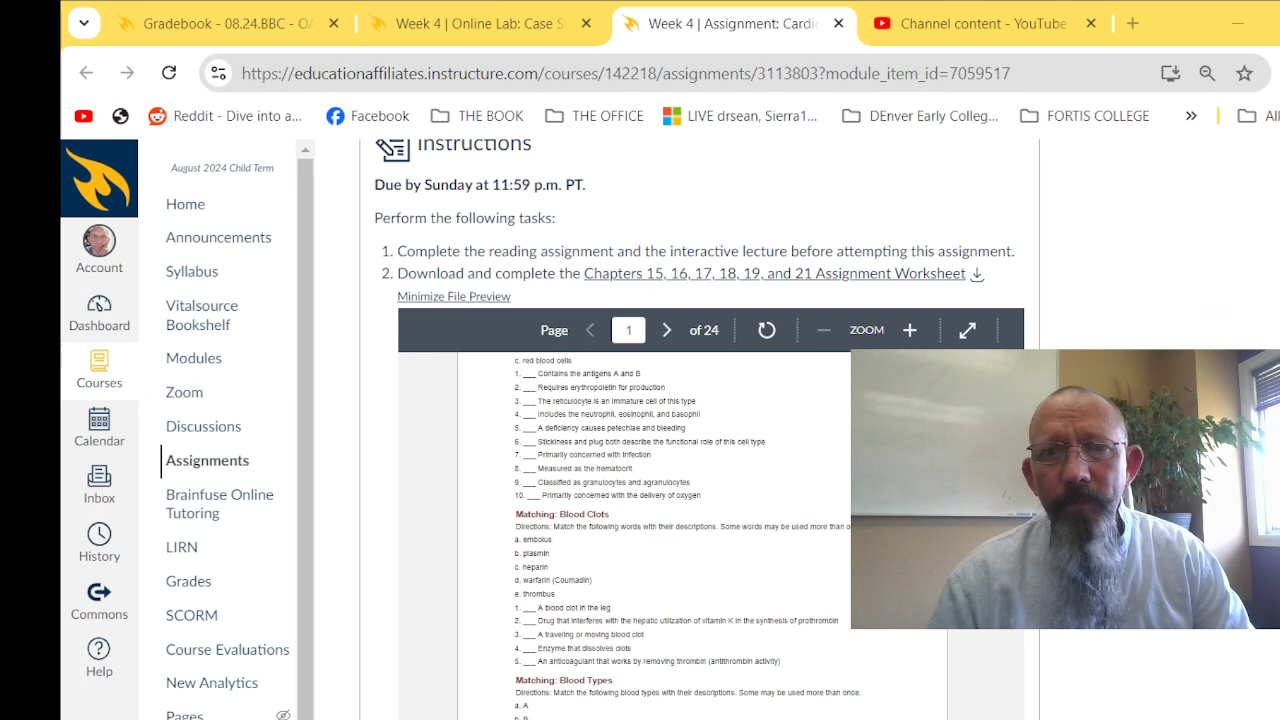 Gradebook - 08.24.BBC - OA
Week 4 | Online Lab: Case S
Week 4 | Assignment: Cardio
Channel content - YouTube
https://educationaffiliates.instructure.com/courses/142218/assignments/3113803?module_item_id=7059517
Reddit - Dive into a...
Facebook
THE BOOK
THE OFFICE
LIVE drsean, Sierra1...
DEnver Early Colleg...
FORTIS COLLEGE
»
All
Account
Dashboard
Courses
Calendar
Inbox
History
Commons
Help
August 2024 Child Term
Home
Announcements
Syllabus
Vitalsource
Bookshelf
Modules
Zoom
Discussions
Assignments
Brainfuse Online
Tutoring
LIRN
Grades
SCORM
Course Evaluations
New Analytics
Pages
Instructions
Due by Sunday at 11:59 p.m. PT.
Perform the following tasks:
1. Complete the reading assignment and the interactive lecture before attempting this assignment.
2. Download and complete the Chapters 15, 16, 17, 18, 19, and 21 Assignment Worksheet
Minimize File Preview
Page 1 of 24 ZOOM
c. red blood cells
1. ___ Contains the antigens A and B
2. ___ Requires erythropoietin for production
3. ___ The reticulocyte is an immature cell of this type
4. ___ Includes the neutrophil, eosinophil, and basophil
5. ___ A deficiency causes petechiae and bleeding
6. ___ Stickiness and plug both describe the functional role of this cell type
7. ___ Primarily concerned with infection
8. ___ Measured as the hematocrit
9. ___ Classified as granulocytes and agranulocytes
10. ___ Primarily concerned with the delivery of oxygen
Matching: Blood Clots
Directions: Match the following words with their descriptions. Some words may be used more than o
a. embolus
b. plasmin
c. heparin
d. warfarin (Coumadin)
e. thrombus
1. ___ A blood clot in the leg
2. ___ Drug that interferes with the hepatic utilization of vitamin K in the synthesis of prothrombin
3. ___ A traveling or moving blood clot
4. ___ Enzyme that dissolves clots
5. ___ An anticoagulant that works by removing thrombin (antithrombin activity)
Matching: Blood Types
Directions: Match the following blood types with their descriptions. Some may be used more than once.
a. A
b. B